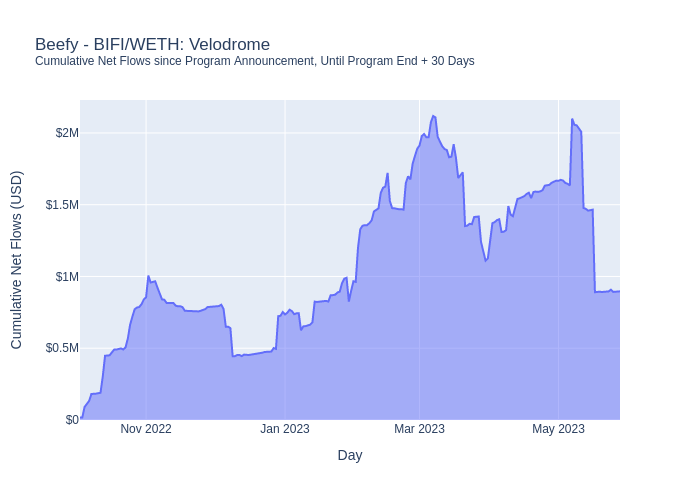 Beefy - BIFI/WETH: Velodrome
Cumulative Net Flows since Program Announcement, Until Program End + 30 Days
Cumulative Net Flows (USD)
$2M
$1.5M
$1M
$0.5M
$0
Nov 2022 Jan 2023 Mar 2023 May 2023
Day